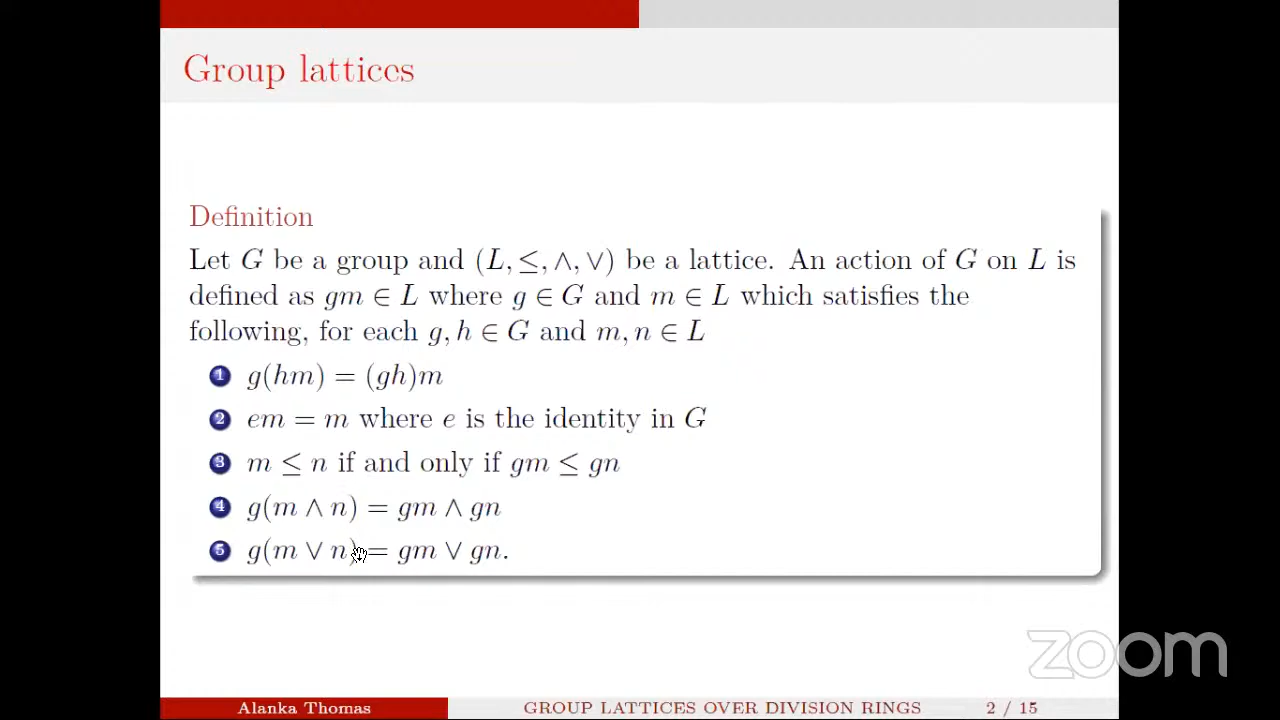 Group lattices
Definition
Let G be a group and (L, ≤, ∧, ∨) be a lattice. An action of G on L is
defined as gm ∈ L where g ∈ G and m ∈ L which satisfies the
following, for each g, h ∈ G and m, n ∈ L
1 g(hm) = (gh)m
2 em = m where e is the identity in G
3 m ≤ n if and only if gm ≤ gn
4 g(m ∧ n) = gm ∧ gn
5 g(m ∨ n) = gm ∨ gn.
zoom
Alanka Thomas GROUP LATTICES OVER DIVISION RINGS 2 / 15